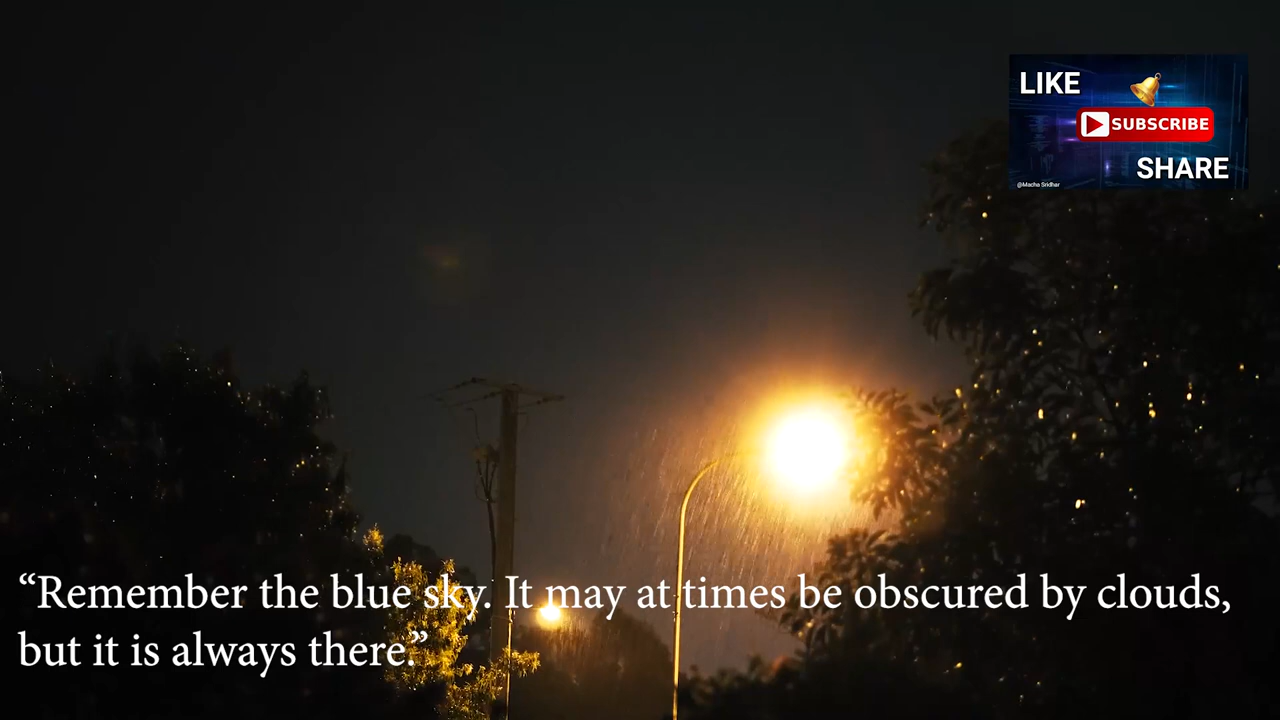 LIKE
SUBSCRIBE
SHARE
@Macha Sridhar
“Remember the blue sky. It may at times be obscured by clouds,
but it is always there.”